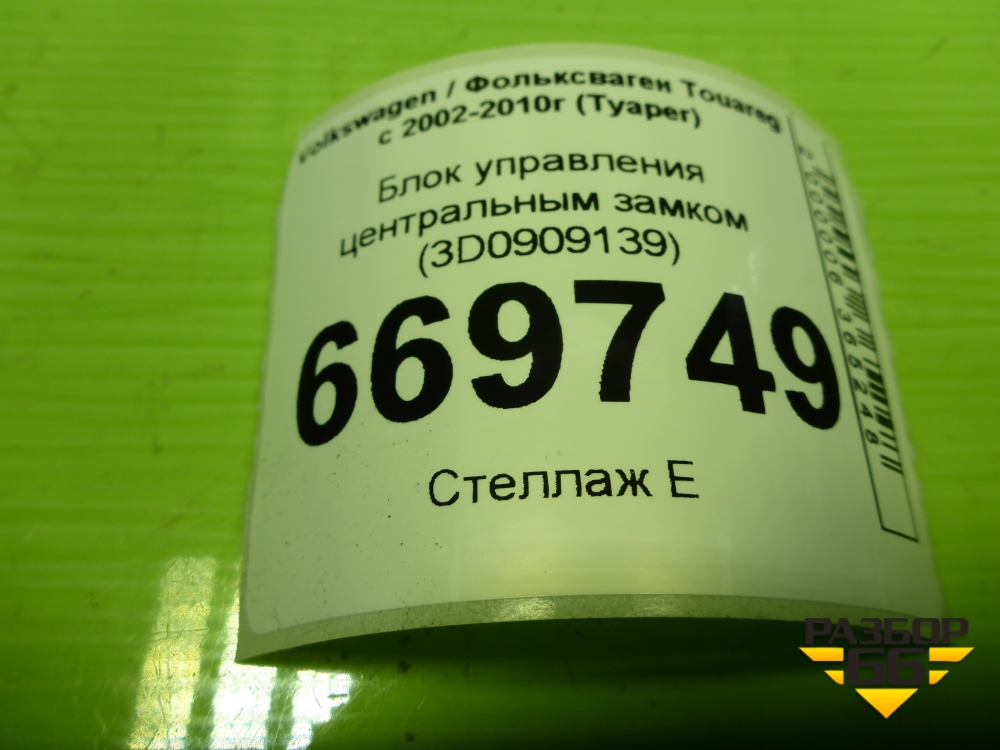 Volkswagen / Фольксваген Touareg
с 2002-2010г (Туарег)
Блок управления
центральным замком
(3D0909139)
669749
Стеллаж Е
РАЗБОР
66